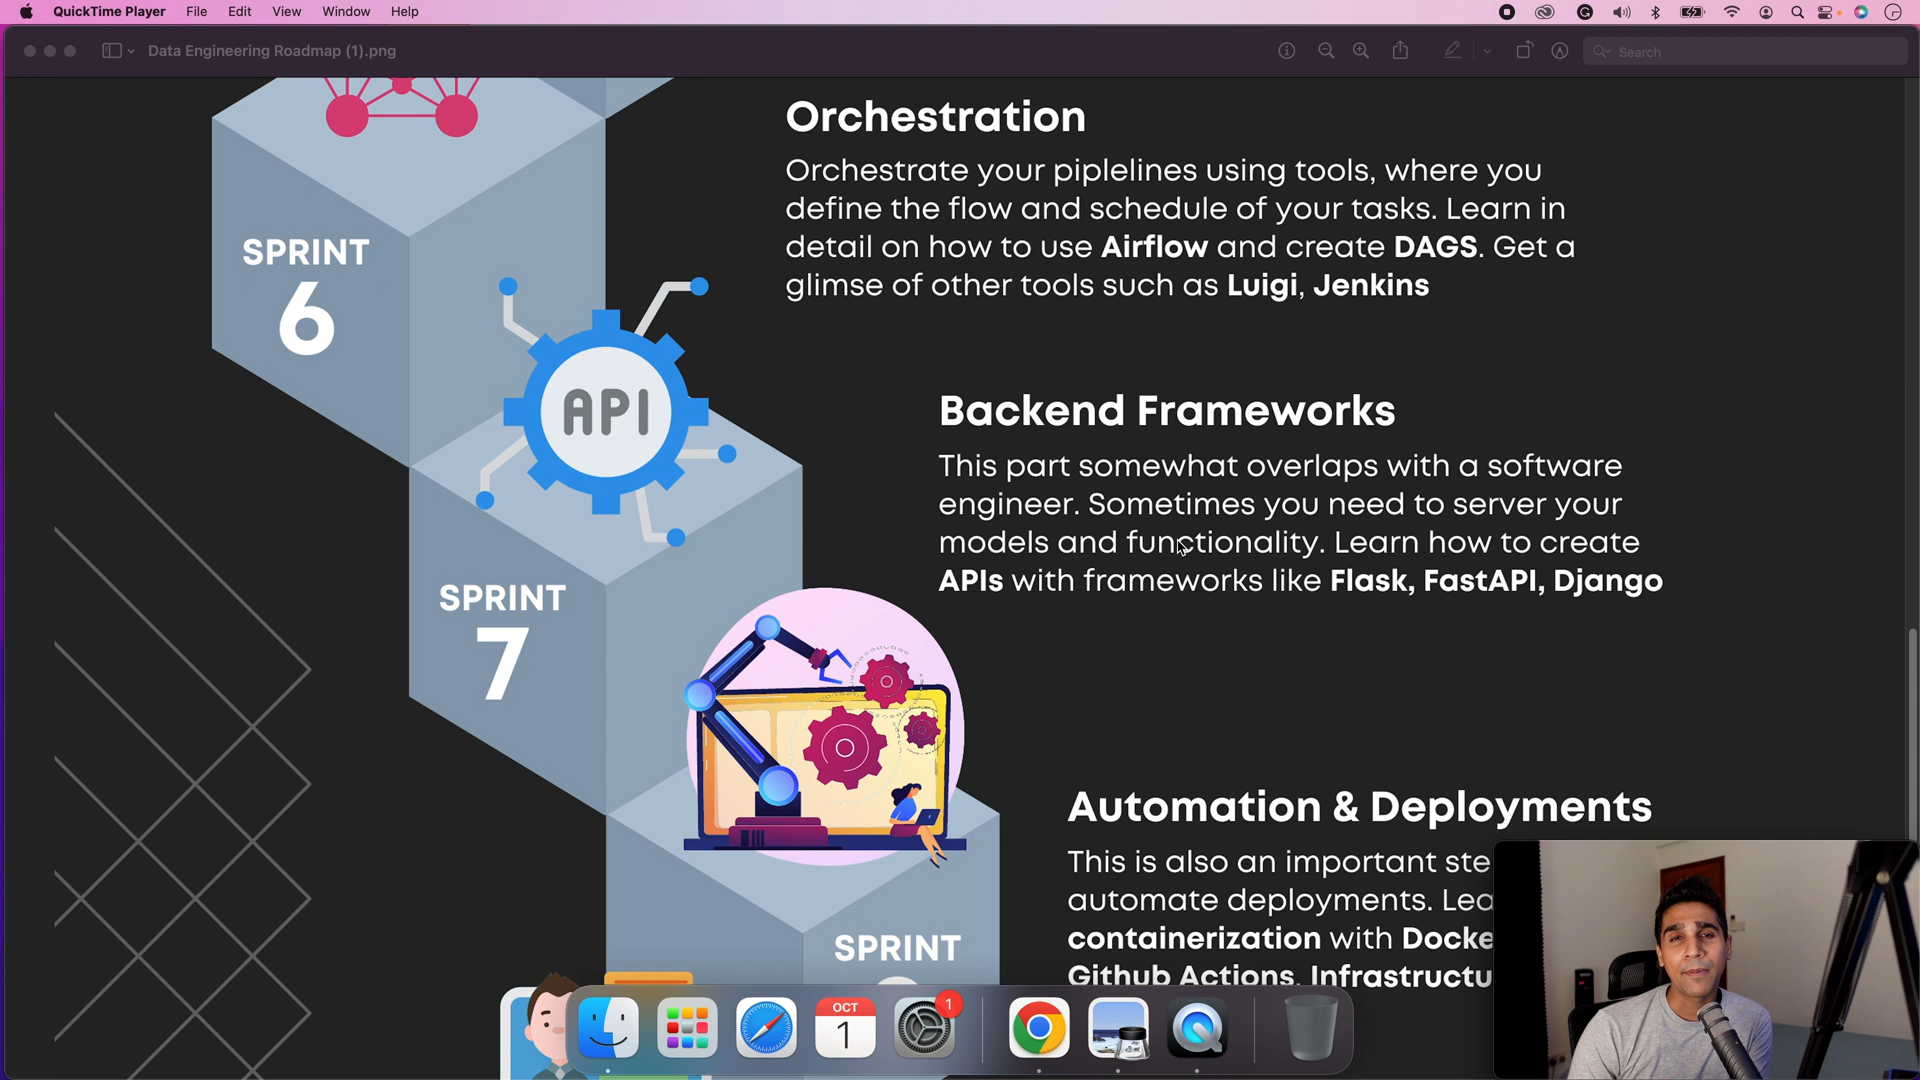 QuickTime Player File Edit View Window Help
Data Engineering Roadmap (1).png
Search
Orchestration
Orchestrate your piplelines using tools, where you
define the flow and schedule of your tasks. Learn in
detail on how to use Airflow and create DAGS. Get a
glimse of other tools such as Luigi, Jenkins
SPRINT
6
API
Backend Frameworks
This part somewhat overlaps with a software
engineer. Sometimes you need to server your
models and functionality. Learn how to create
APIs with frameworks like Flask, FastAPI, Django
SPRINT
7
Automation & Deployments
This is also an important ste
automate deployments. Lea
containerization with Docke
Github Actions, Infrastructu
SPRINT
OCT
1
1